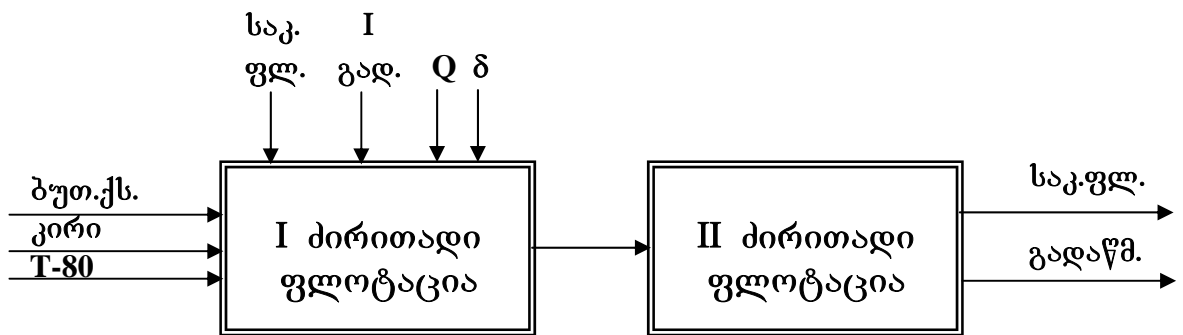 საკ. I
ფლ. გად. Q δ
ბუთ.ქს.
კირი
T-80
I ძირითადი
ფლოტაცია
II ძირითადი
ფლოტაცია
საკ.ფლ.
გადაწმ.